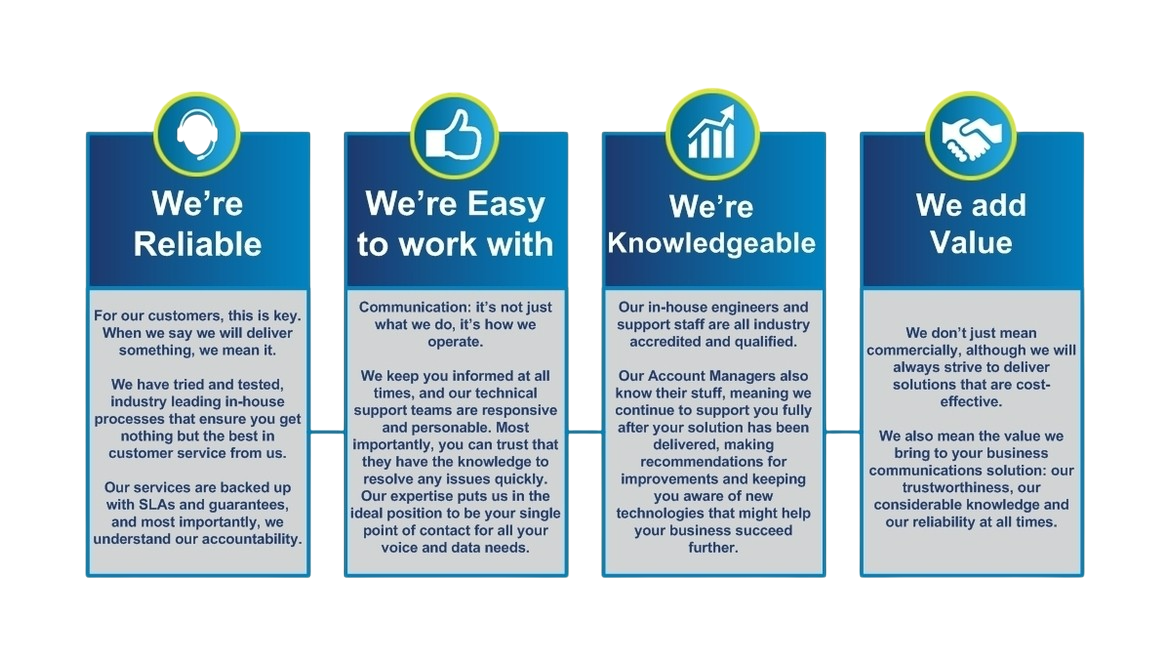 We're
Reliable
For our customers, this is key.
When we say we will deliver
something, we mean it.
We have tried and tested,
industry leading in-house
processes that ensure you get
nothing but the best in
customer service from us.
Our services are backed up
with SLAs and guarantees,
and most importantly, we
understand our accountability.
We're Easy
to work with
Communication: it's not just
what we do, it's how we
operate.
We keep you informed at all
times, and our technical
support teams are responsive
and personable. Most
importantly, you can trust that
they have the knowledge to
resolve any issues quickly.
Our expertise puts us in the
ideal position to be your single
point of contact for all your
voice and data needs.
We're
Knowledgeable
Our in-house engineers and
support staff are all industry
accredited and qualified.
Our Account Managers also
know their stuff, meaning we
continue to support you fully
after your solution has been
delivered, making
recommendations for
improvements and keeping
you aware of new
technologies that might help
your business succeed
further.
We add
Value
We don't just mean
commercially, although we will
always strive to deliver
solutions that are cost-
effective.
We also mean the value we
bring to your business
communications solution: our
trustworthiness, our
considerable knowledge and
our reliability at all times.